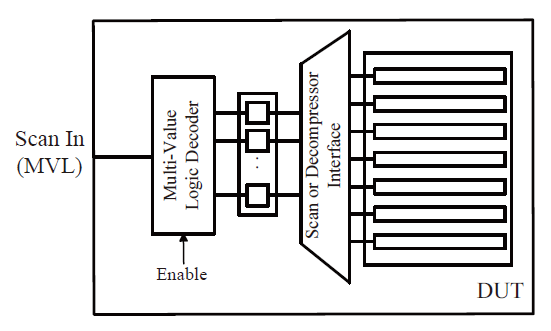 Scan In
(MVL)
Multi-Value
Logic Decoder
Enable
. .
Scan or Decompressor
Interface
DUT